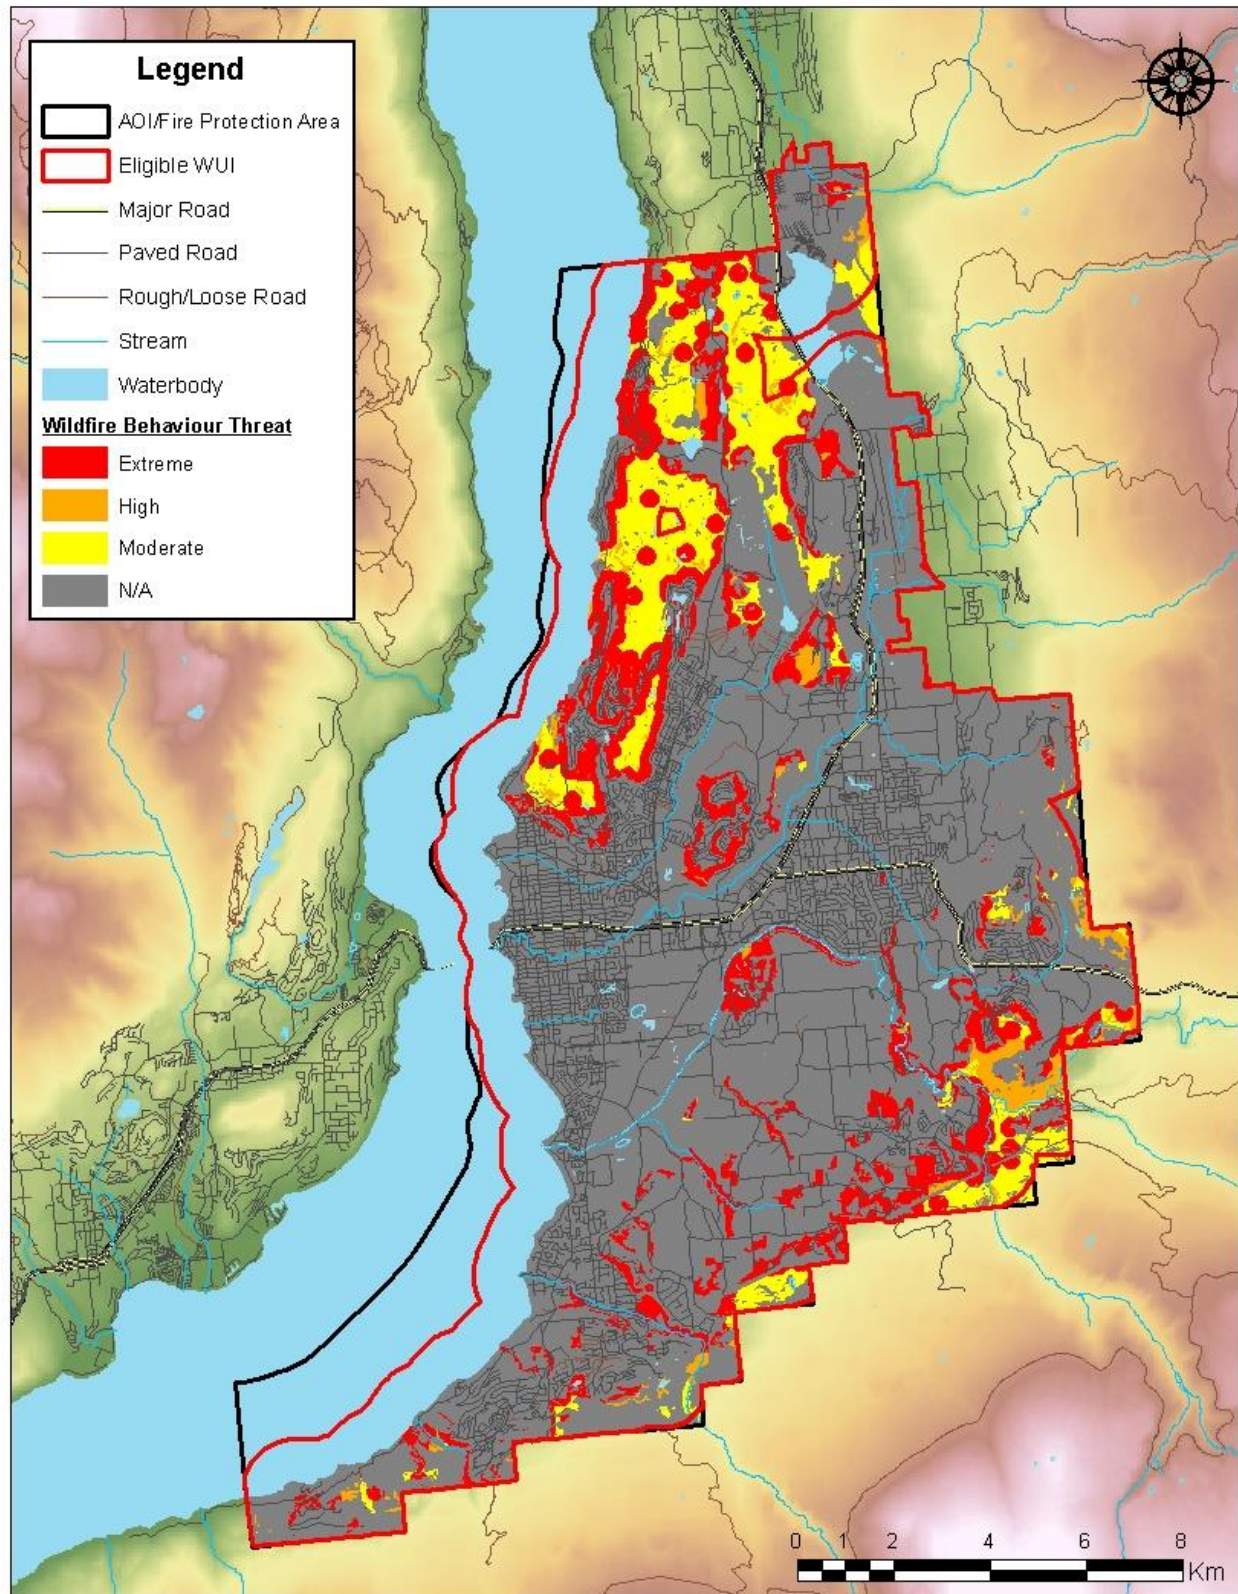 Legend
AOI/Fire Protection Area
Eligible WUI
Major Road
Paved Road
Rough/Loose Road
Stream
Waterbody
Wildfire Behaviour Threat
Extreme
High
Moderate
N/A
0 1 2 4 6 8
Km